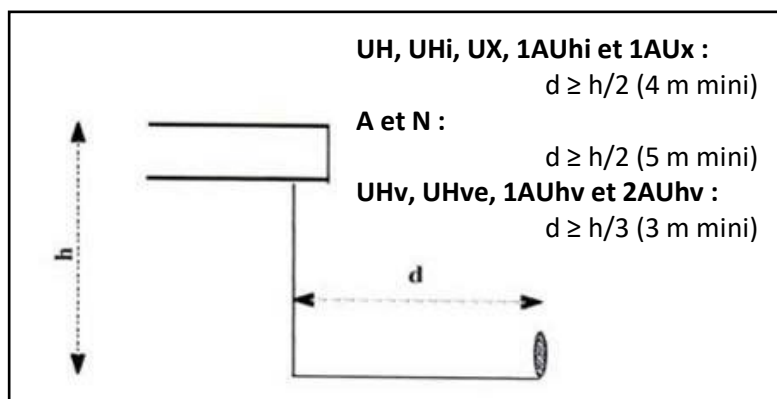 UH, UHi, UX, 1AUhi et 1AUx :
d ≥ h/2 (4 m mini)
A et N :
d ≥ h/2 (5 m mini)
UHv, UHve, 1AUhv et 2AUhv :
d ≥ h/3 (3 m mini)
h
d